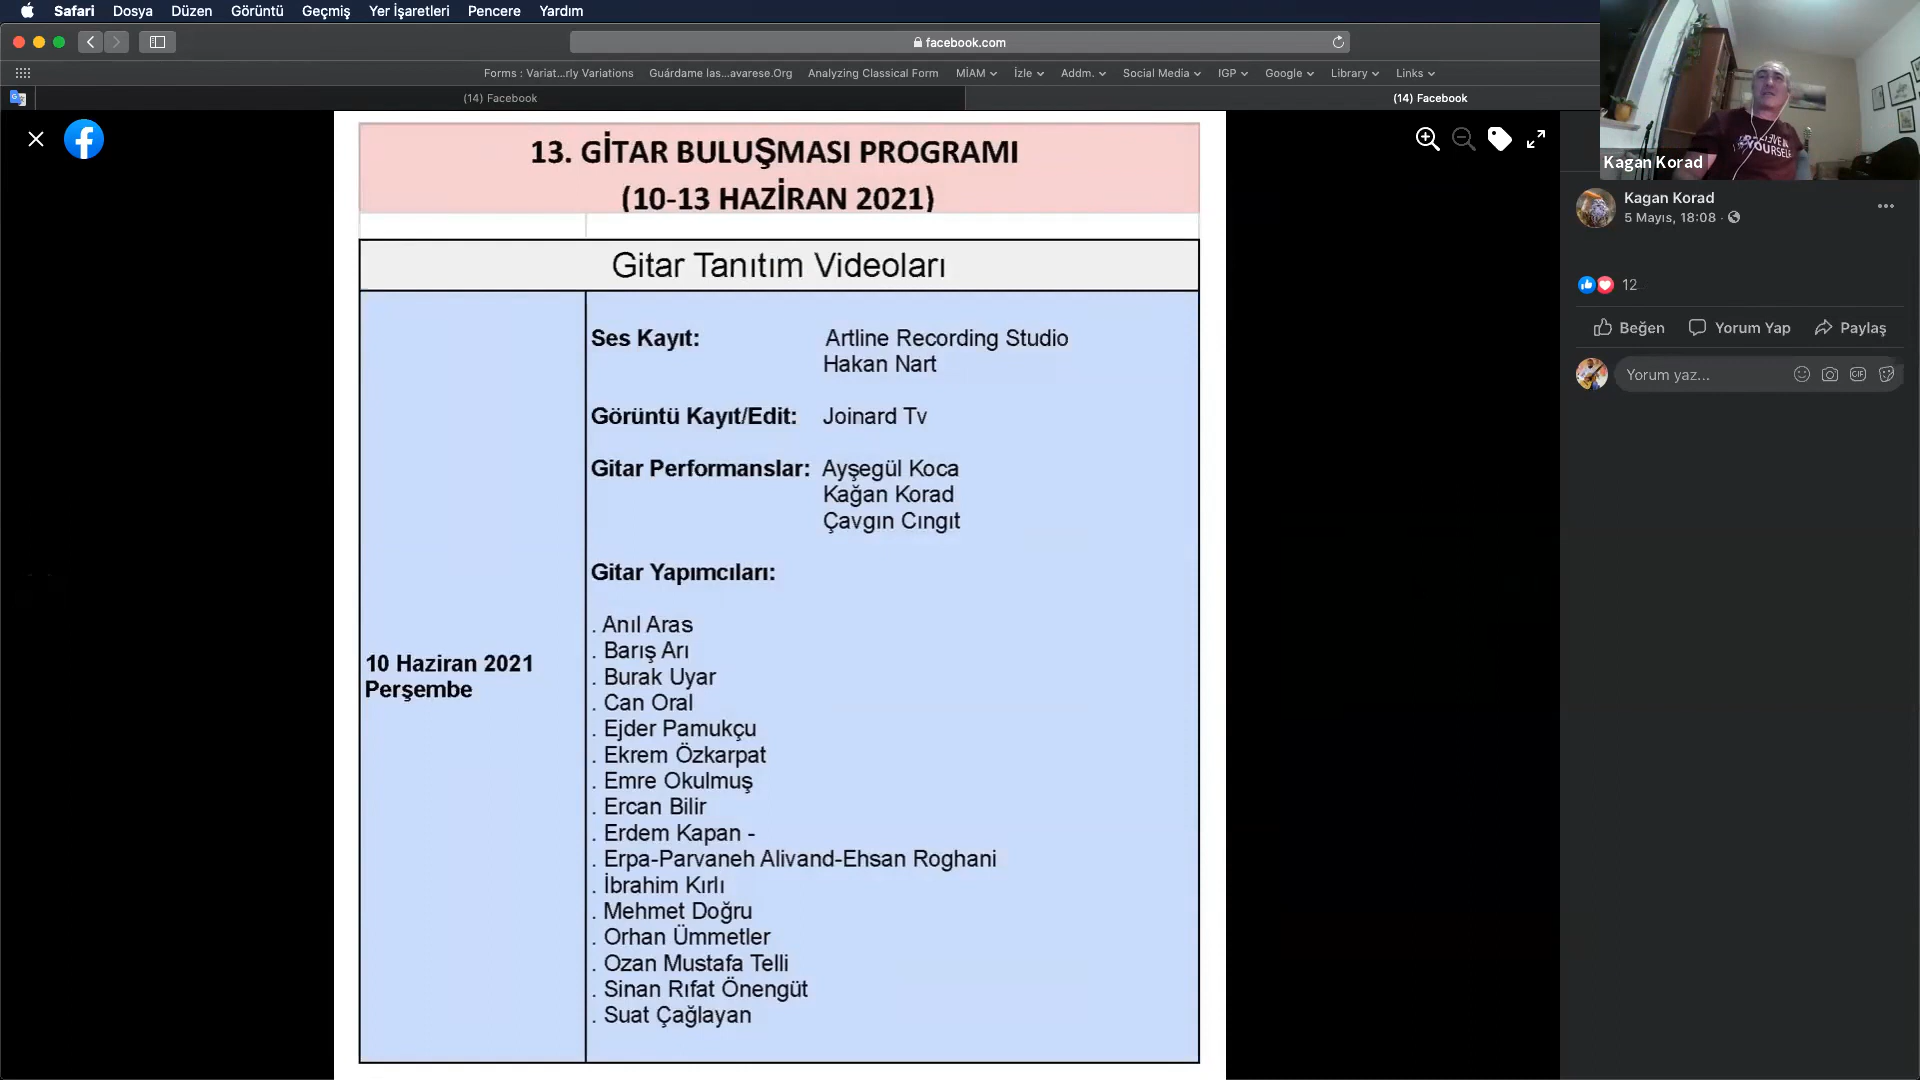 Safari Dosya Düzen Görüntü Geçmiş Yer İşaretleri Pencere Yardım
facebook.com
Forms : Variat...rly Variations Guárdame las...avarese.Org Analyzing Classical Form MİAM İzle Addm. Social Media IGP Google Library Links
(14) Facebook (14) Facebook
13. GİTAR BULUŞMASI PROGRAMI
(10-13 HAZİRAN 2021)
Gitar Tanıtım Videoları
10 Haziran 2021
Perşembe
Ses Kayıt: Artline Recording Studio
Hakan Nart
Görüntü Kayıt/Edit: Joinard Tv
Gitar Performanslar: Ayşegül Koca
Kağan Korad
Çavgın Cıngıt
Gitar Yapımcıları:
. Anıl Aras
. Barış Arı
. Burak Uyar
. Can Oral
. Ejder Pamukçu
. Ekrem Özkarpat
. Emre Okulmuş
. Ercan Bilir
. Erdem Kapan -
. Erpa-Parvaneh Alivand-Ehsan Roghani
. İbrahim Kırlı
. Mehmet Doğru
. Orhan Ümmetler
. Ozan Mustafa Telli
. Sinan Rıfat Önengüt
. Suat Çağlayan
BELIEVE IN
YOURSELF
Kagan Korad
Kagan Korad
5 Mayıs, 18:08 ·
12
Beğen Yorum Yap Paylaş
Yorum yaz...
GIF